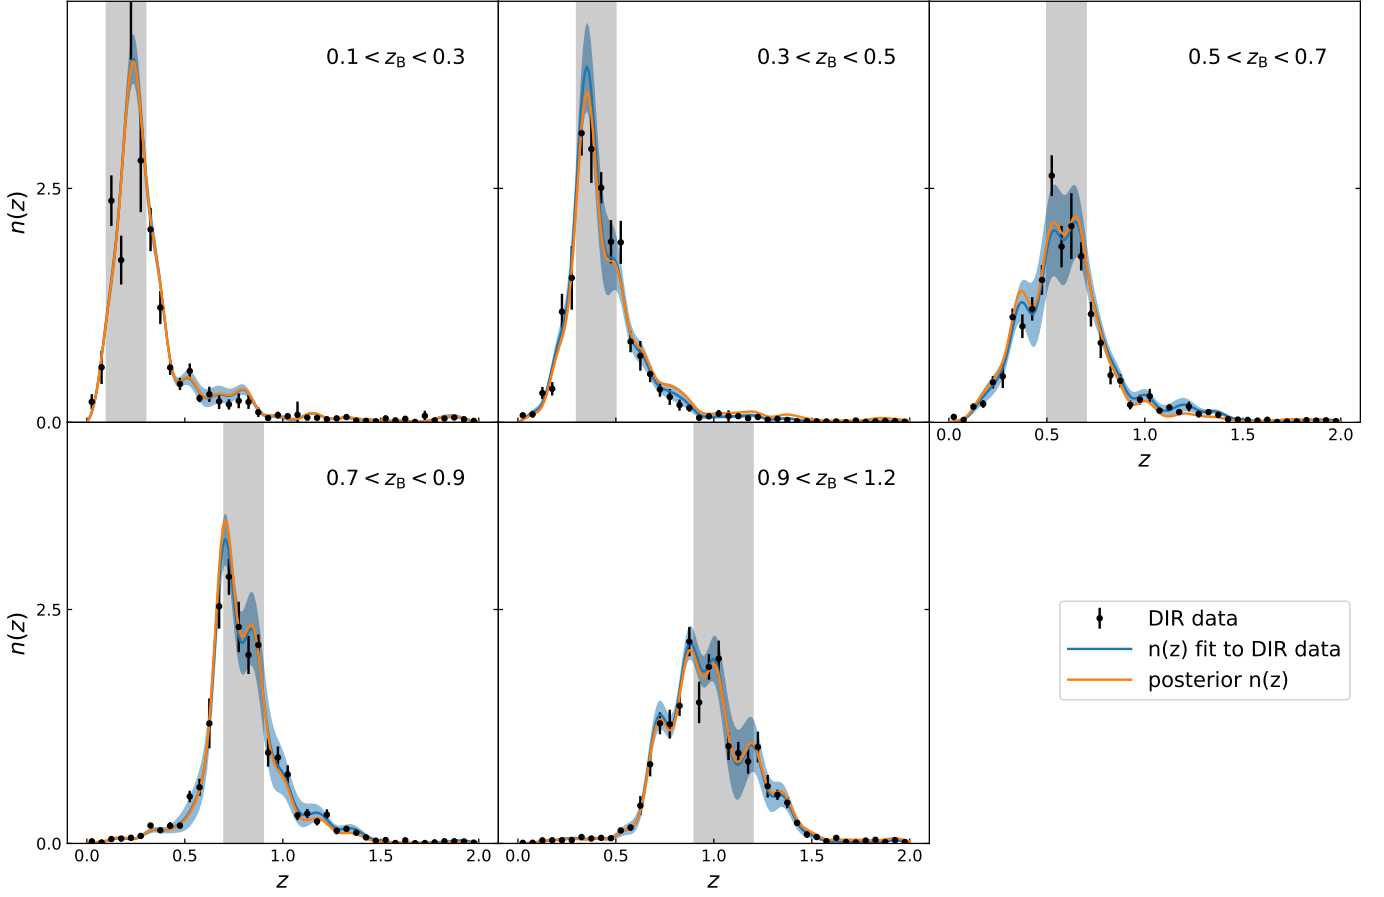 0.1 < z_B < 0.3
0.3 < z_B < 0.5
0.5 < z_B < 0.7
n(z)
2.5
0.0
0.0 0.5 1.0 1.5 2.0
z
0.7 < z_B < 0.9
0.9 < z_B < 1.2
n(z)
2.5
0.0
DIR data
n(z) fit to DIR data
posterior n(z)
0.0 0.5 1.0 1.5 2.0
0.0 0.5 1.0 1.5 2.0
z
z